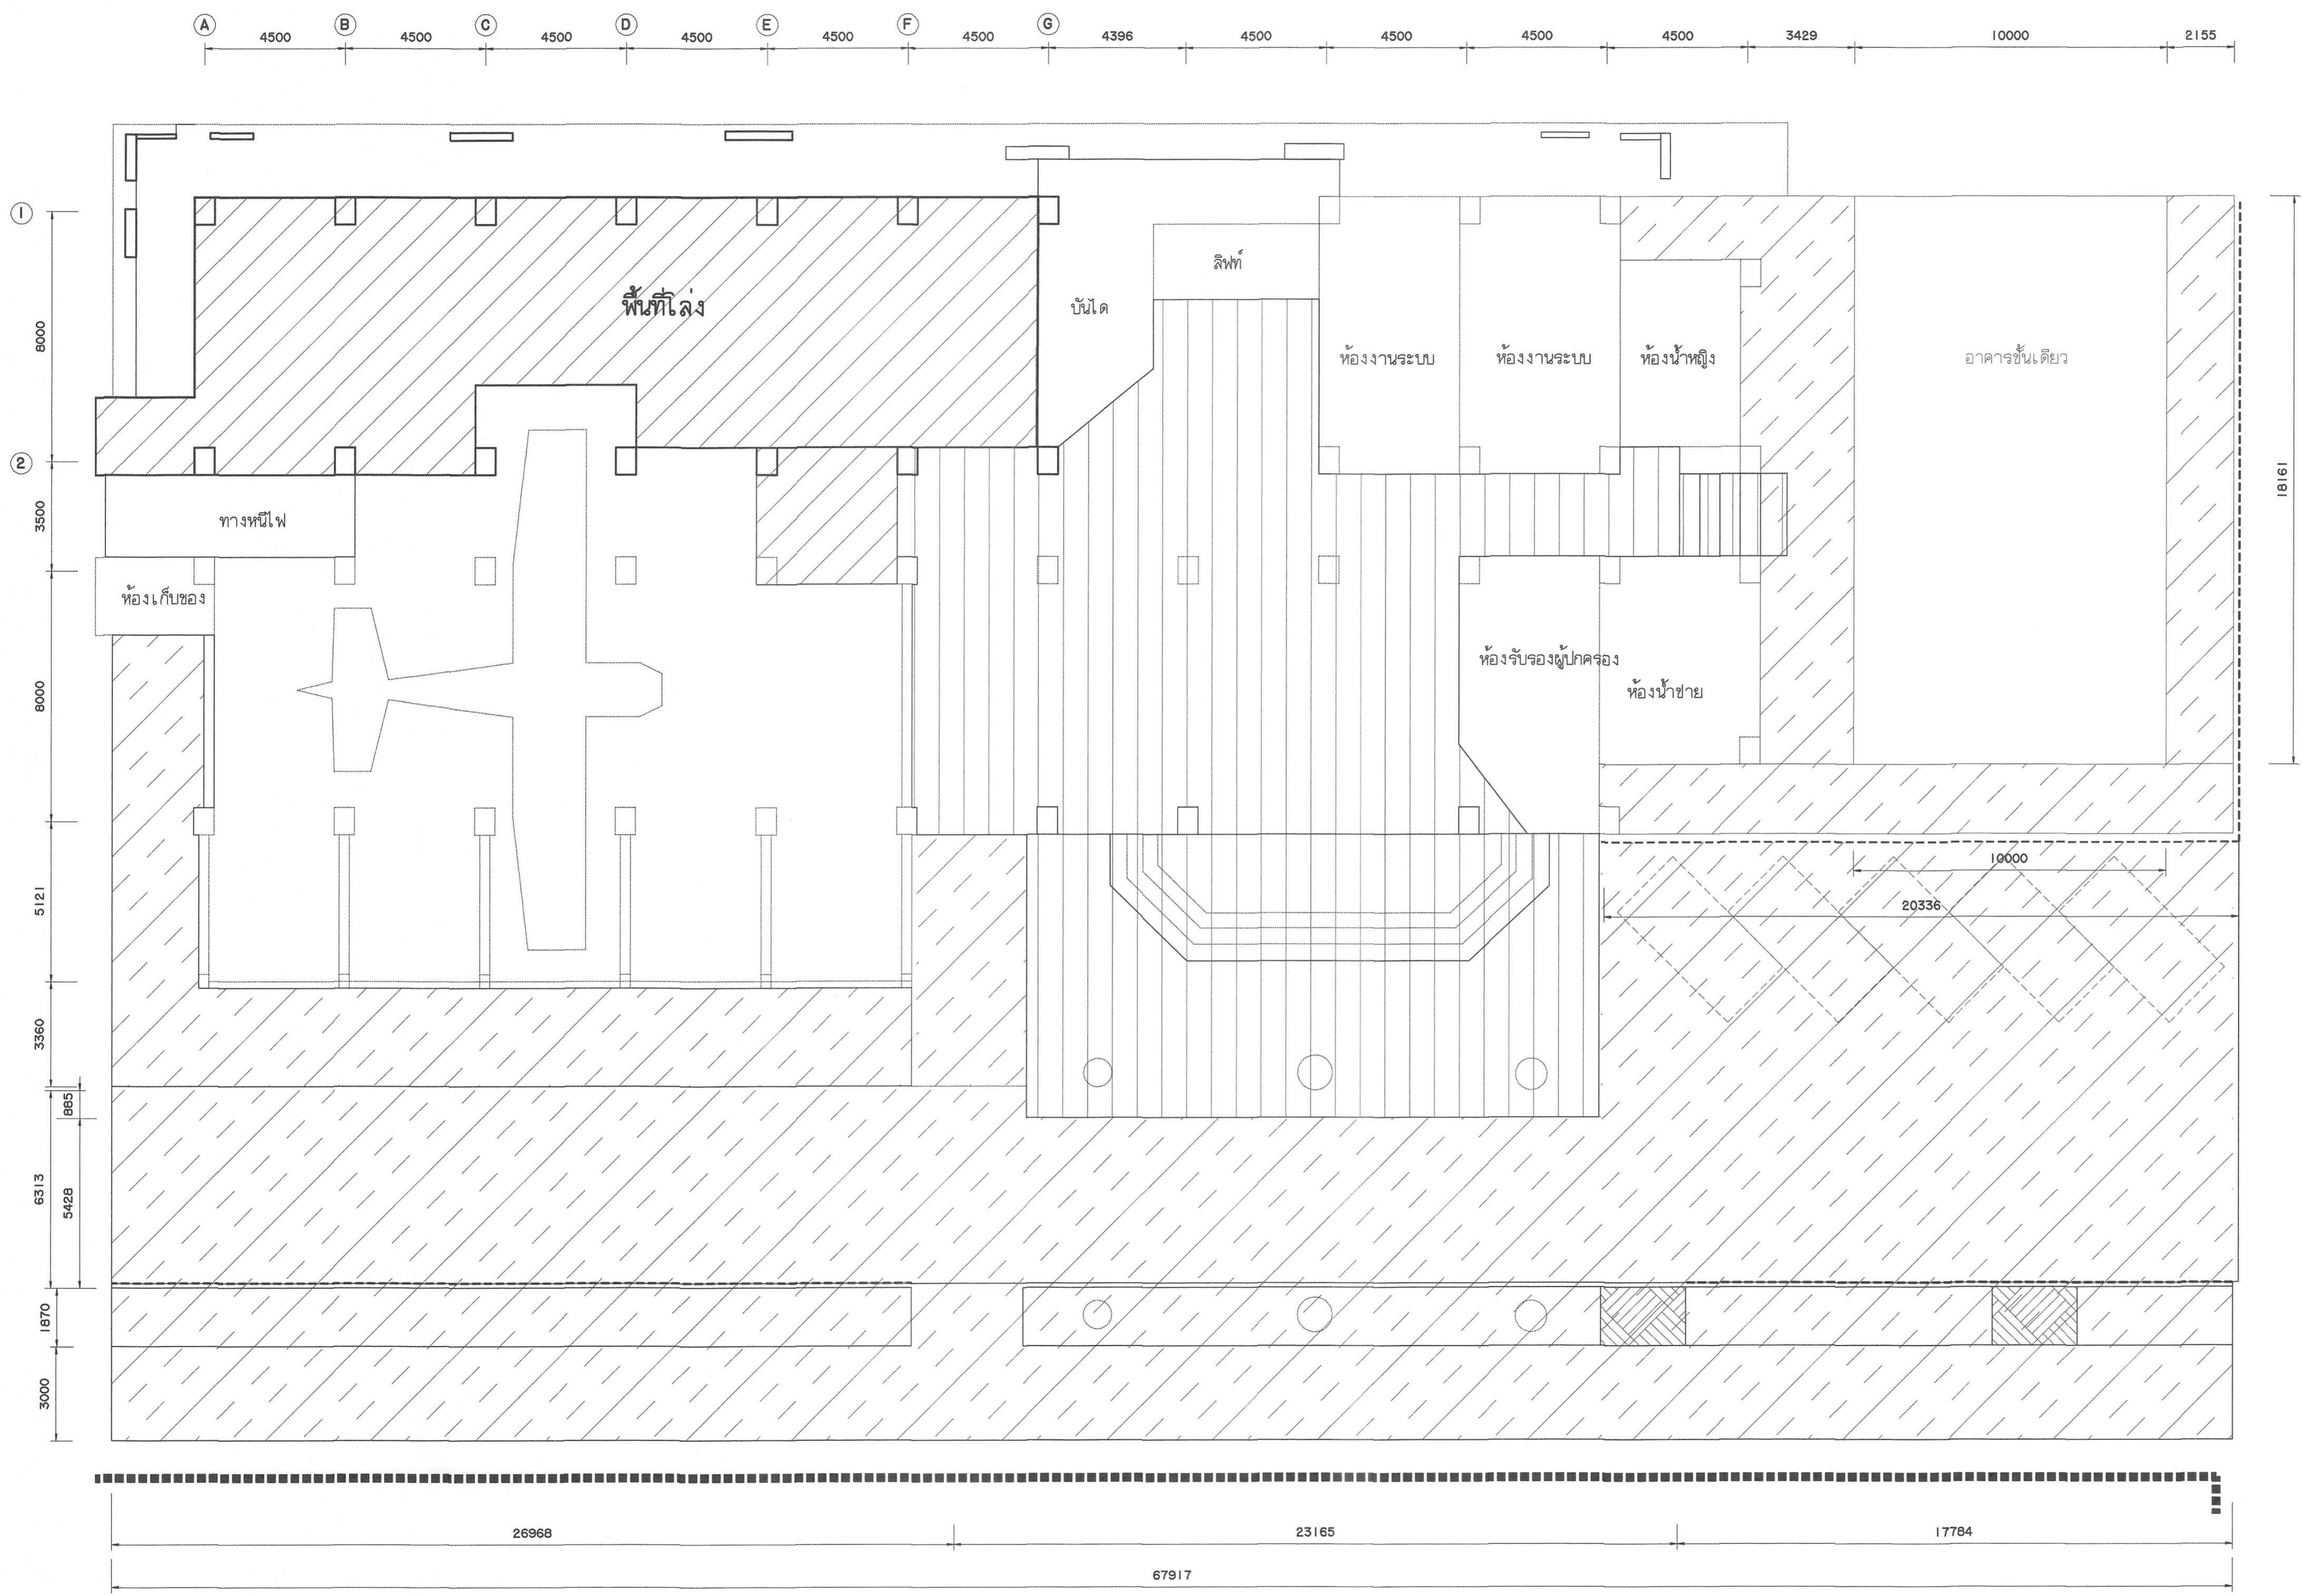 A B C D E F G
4500 4500 4500 4500 4500 4500 4396 4500 4500 4500 4500 3429 10000 2155
1
ลิฟท์
พื้นที่โล่ง
บันได
8000
ห้องงานระบบ ห้องงานระบบ ห้องน้ำหญิง อาคารชั้นเดียว
2
18161
3500
ทางหนีไฟ
ห้องเก็บของ
ห้องรับรองผู้ปกครอง
8000
ห้องน้ำชาย
10000
5121
20336
3360
885
6313
5428
1870
3000
26968 23165 17784
67917